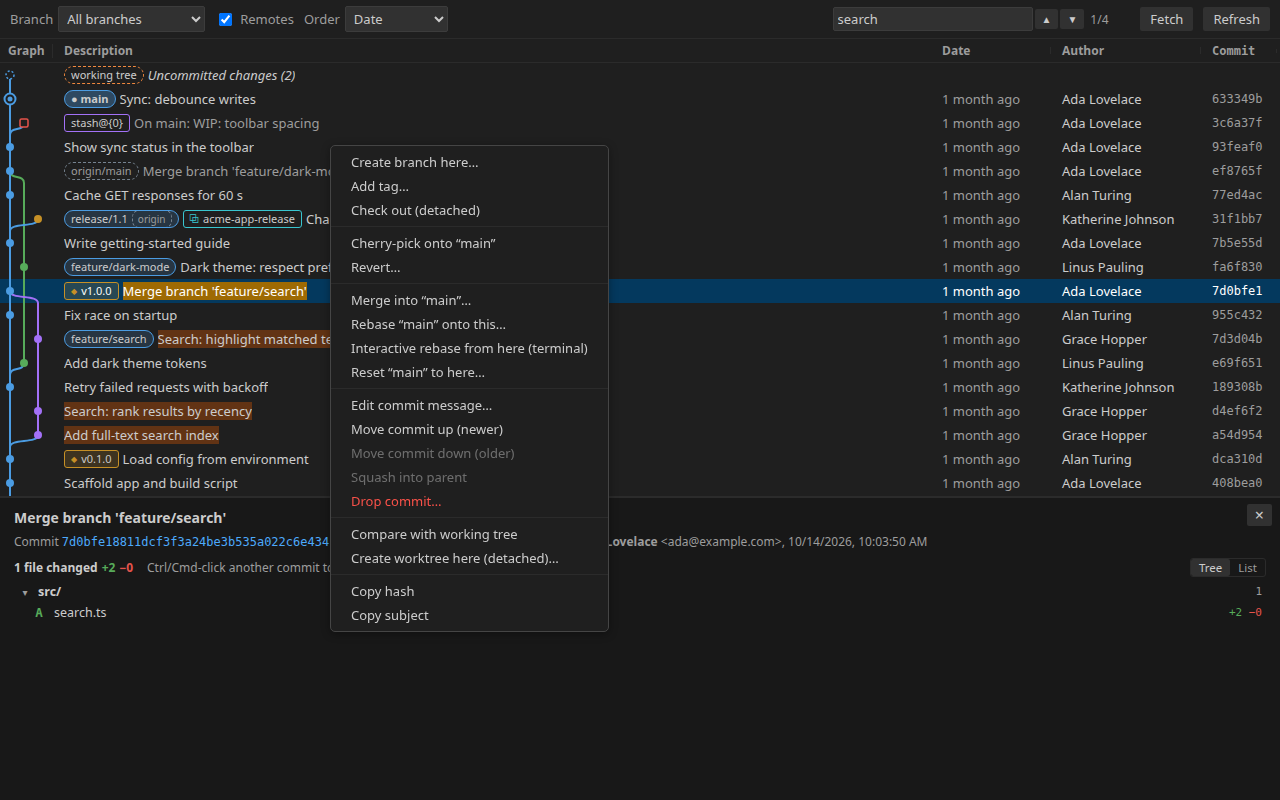 Branch All branches Remotes Order Date search ▲ ▼ 1/4 Fetch Refresh
Graph Description Date Author Commit
working tree Uncommitted changes (2)
● main Sync: debounce writes 1 month ago Ada Lovelace 633349b
stash@{0} On main: WIP: toolbar spacing 1 month ago Ada Lovelace 3c6a37f
Show sync status in the toolbar 1 month ago Ada Lovelace 93feaf0
origin/main Merge branch 'feature/dark-mo 1 month ago Ada Lovelace ef8765f
Cache GET responses for 60 s 1 month ago Alan Turing 77ed4ac
release/1.1 origin acme-app-release Cha 1 month ago Katherine Johnson 31f1bb7
Write getting-started guide 1 month ago Ada Lovelace 7b5e55d
feature/dark-mode Dark theme: respect pref 1 month ago Linus Pauling fa6f830
◆ v1.0.0 Merge branch 'feature/search' 1 month ago Ada Lovelace 7d0bfe1
Fix race on startup 1 month ago Alan Turing 955c432
feature/search Search: highlight matched te 1 month ago Grace Hopper 7d3d04b
Add dark theme tokens 1 month ago Linus Pauling e69f651
Retry failed requests with backoff 1 month ago Katherine Johnson 189308b
Search: rank results by recency 1 month ago Grace Hopper d4ef6f2
Add full-text search index 1 month ago Grace Hopper a54d954
◆ v0.1.0 Load config from environment 1 month ago Alan Turing dca310d
Scaffold app and build script 1 month ago Ada Lovelace 408bea0
Create branch here...
Add tag...
Check out (detached)
Cherry-pick onto “main”
Revert...
Merge into “main”...
Rebase “main” onto this...
Interactive rebase from here (terminal)
Reset “main” to here...
Edit commit message...
Move commit up (newer)
Move commit down (older)
Squash into parent
Drop commit...
Compare with working tree
Create worktree here (detached)...
Copy hash
Copy subject
Merge branch 'feature/search' ✕
Commit 7d0bfe18811dcf3f3a24be3b535a022c6e434 Lovelace <ada@example.com>, 10/14/2026, 10:03:50 AM
1 file changed +2 −0 Ctrl/Cmd-click another commit to Tree List
▾ src/ 1
A search.ts +2 −0